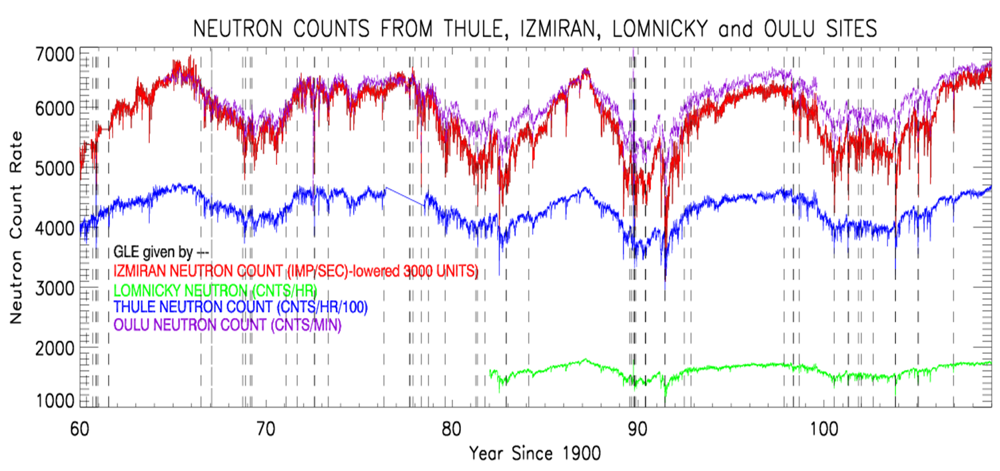 NEUTRON COUNTS FROM THULE, IZMIRAN, LOMNICKY and OULU SITES
7000
6000
5000
4000
3000
2000
1000
Neutron Count Rate
GLE given by ---
IZMIRAN NEUTRON COUNT (IMP/SEC)-lowered 3000 UNITS)
LOMNICKY NEUTRON (CNTS/HR)
THULE NEUTRON COUNT (CNTS/HR/100)
OULU NEUTRON COUNT (CNTS/MIN)
60 70 80 90 100
Year Since 1900